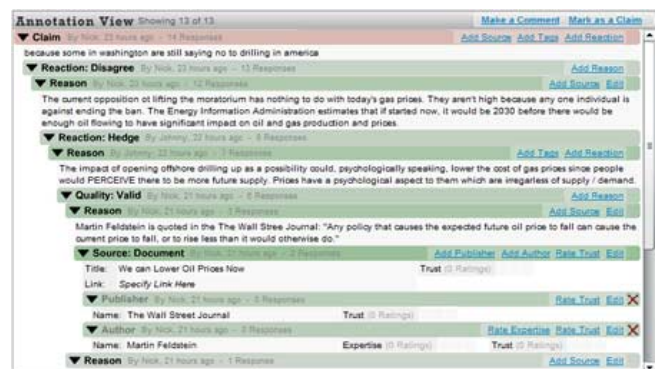 Annotation View Showing 13 of 13 Make a Comment Mark as a Claim
Claim By Nick, 23 hours ago - 14 Responses Add Source Add Tags Add Reaction
because some in washington are still saying no to drilling in america
Reaction: Disagree By Nick, 23 hours ago - 13 Responses Add Reason
Reason By Nick, 23 hours ago - 12 Responses Add Source Edit
The current opposition ot lifting the moratorium has nothing to do with today's gas prices. They aren't high because any one individual is
against ending the ban. The Energy Information Administration estimates that if started now, it would be 2030 before there would be
enough oil flowing to have significant impact on oil and gas production and prices.
Reaction: Hedge By Johnny, 22 hours ago - 8 Responses
Reason By Johnny, 22 hours ago - 7 Responses Add Tags Add Reaction
The impact of opening offshore drilling up as a possibility could, psychologically speaking, lower the cost of gas prices since people
would PERCEIVE there to be more future supply. Prices have a psychological aspect to them which are irregarless of supply / demand.
Quality: Valid By Nick, 21 hours ago - 6 Responses Add Reason
Reason By Nick, 21 hours ago - Responses Add Source Edit
Martin Feldstein is quoted in the The Wall Stree Journal: "Any policy that causes the expected future oil price to fall can cause the
current price to fall, or to rise less than it would otherwise do."
Source: Document By Nick, 21 hours ago - 2 Responses Add Publisher Add Author Rate Trust Edit
Title: We can Lower Oil Prices Now Trust (0 Ratings)
Link: Specify Link Here
Publisher By Nick, 21 hours ago - 0 Responses Rate Trust Edit
Name: The Wall Street Journal Trust (0 Ratings)
Author By Nick, 21 hours ago - 0 Responses Rate Expertise Rate Trust Edit
Name: Martin Feldstein Expertise (0 Ratings) Trust (0 Ratings)
Reason By Nick, 21 hours ago - 1 Response Add Source Edit